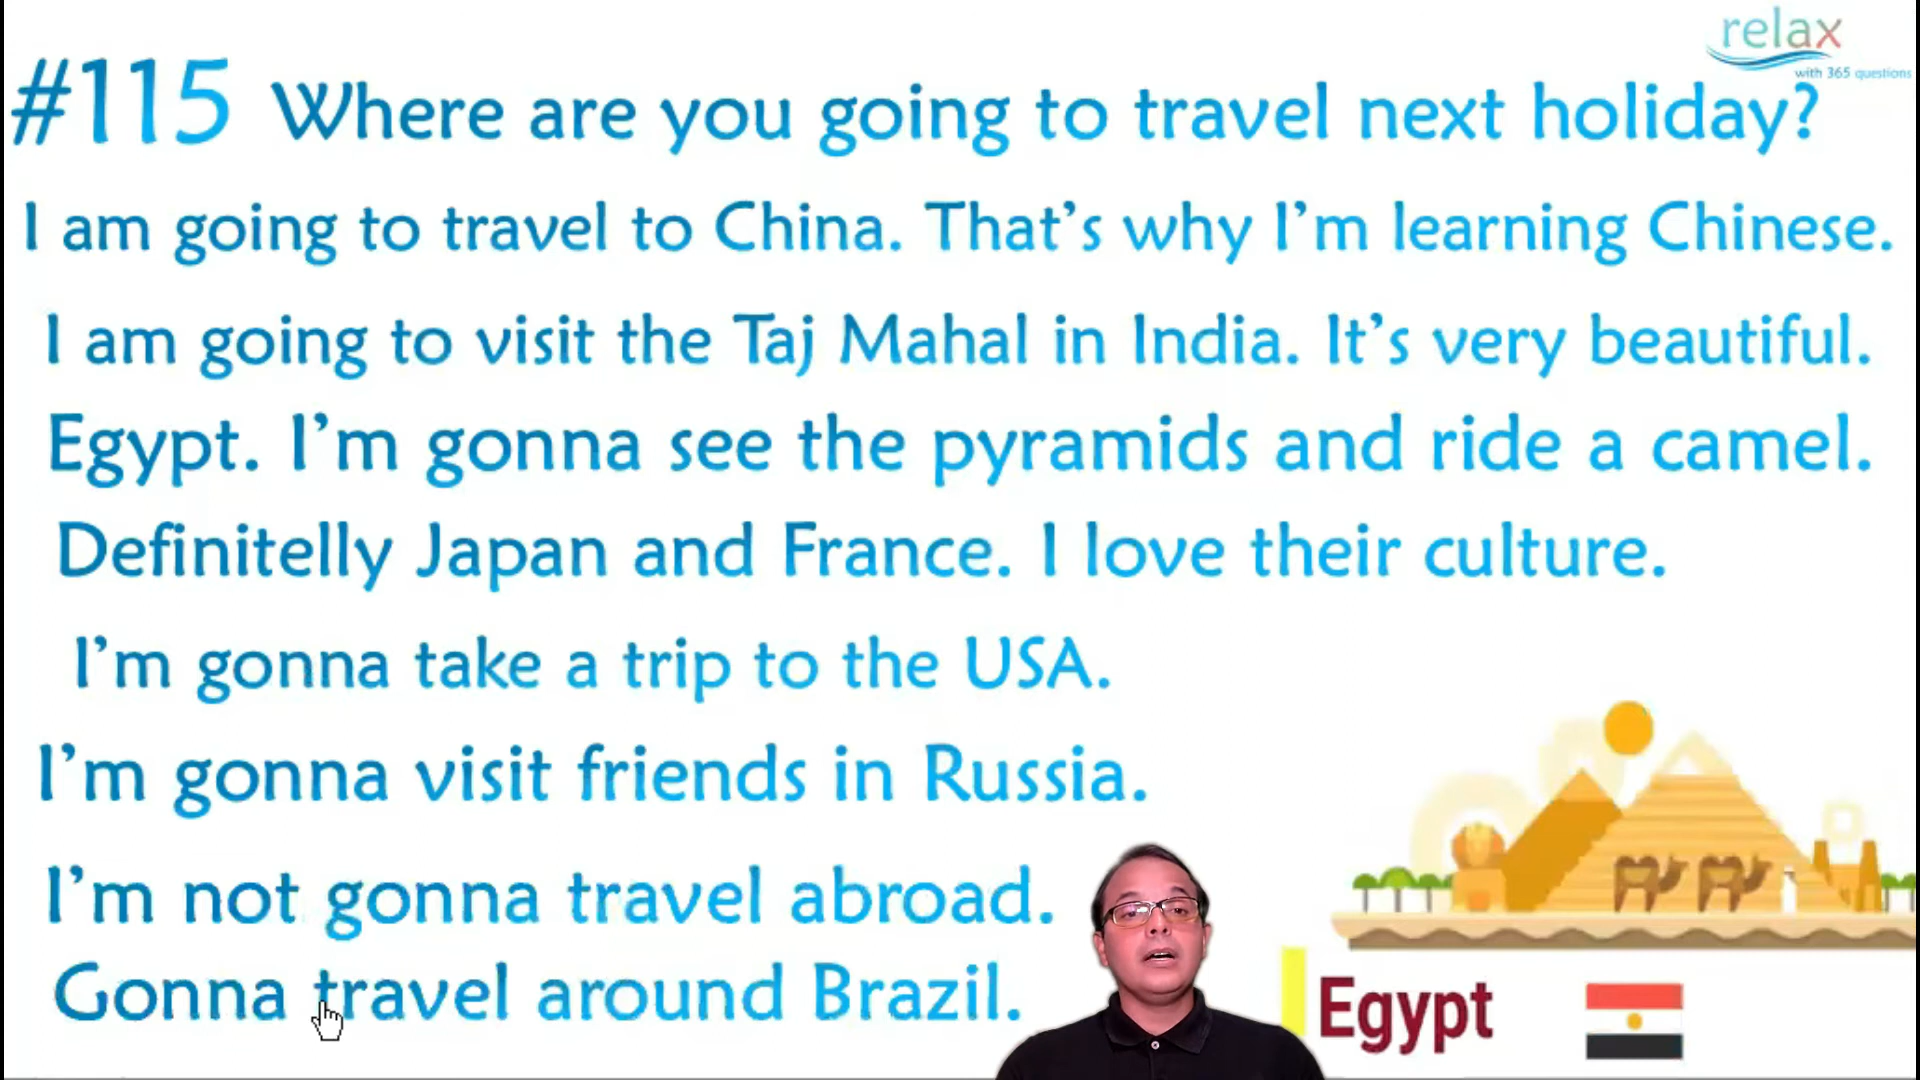 relax
with 365 questions
#115 Where are you going to travel next holiday?
I am going to travel to China. That's why I'm learning Chinese.
I am going to visit the Taj Mahal in India. It's very beautiful.
Egypt. I'm gonna see the pyramids and ride a camel.
Definitelly Japan and France. I love their culture.
I'm gonna take a trip to the USA.
I'm gonna visit friends in Russia.
I'm not gonna travel abroad.
Gonna travel around Brazil.
Egypt